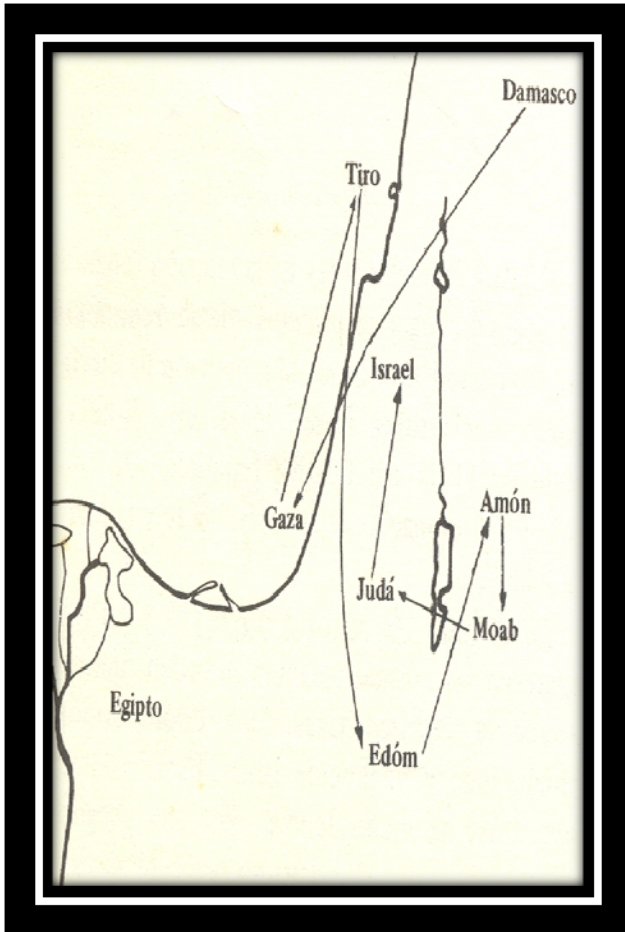 Damasco
Tiro
Israel
Amón
Gaza
Judá
Moab
Egipto
Edóm